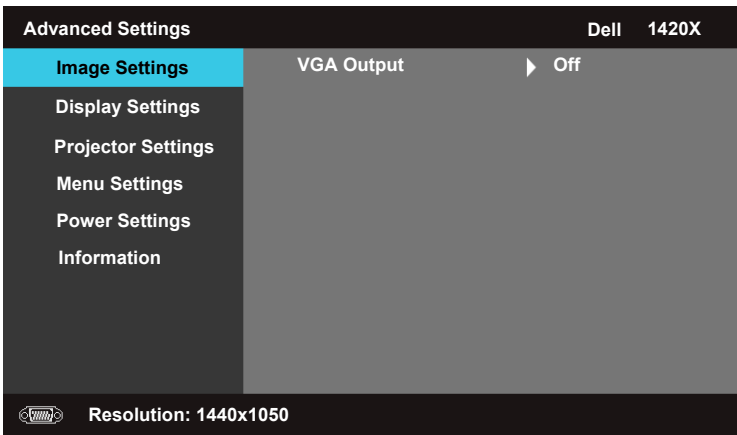 Advanced Settings Dell 1420X
Image Settings VGA Output Off
Display Settings
Projector Settings
Menu Settings
Power Settings
Information
Resolution: 1440x1050